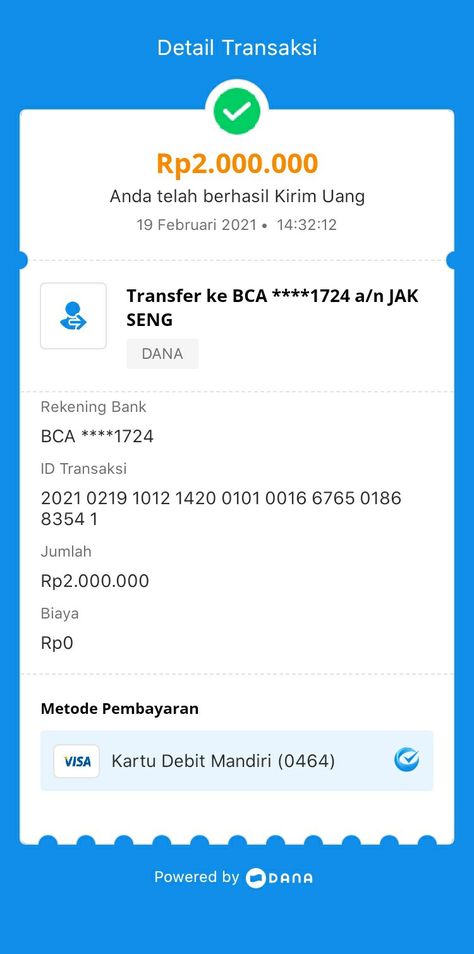 Detail Transaksi
Rp2.000.000
Anda telah berhasil Kirim Uang
19 Februari 2021 • 14:32:12
Transfer ke BCA ****1724 a/n JAK
SENG
DANA
Rekening Bank
BCA ****1724
ID Transaksi
2021 0219 1012 1420 0101 0016 6765 0186
8354 1
Jumlah
Rp2.000.000
Biaya
Rp0
Metode Pembayaran
VISA Kartu Debit Mandiri (0464)
Powered by DANA